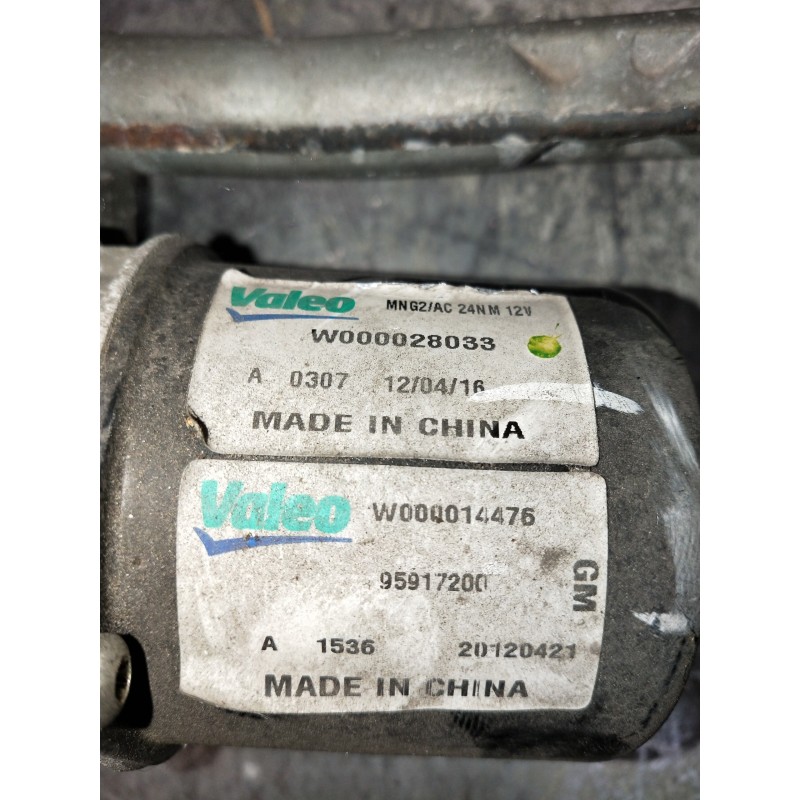 Valeo MNG2/AC 24NM 12V
W000028033
A 0307 12/04/16
MADE IN CHINA
Valeo W000014476
95917200
GM
A 1536 20120421
MADE IN CHINA